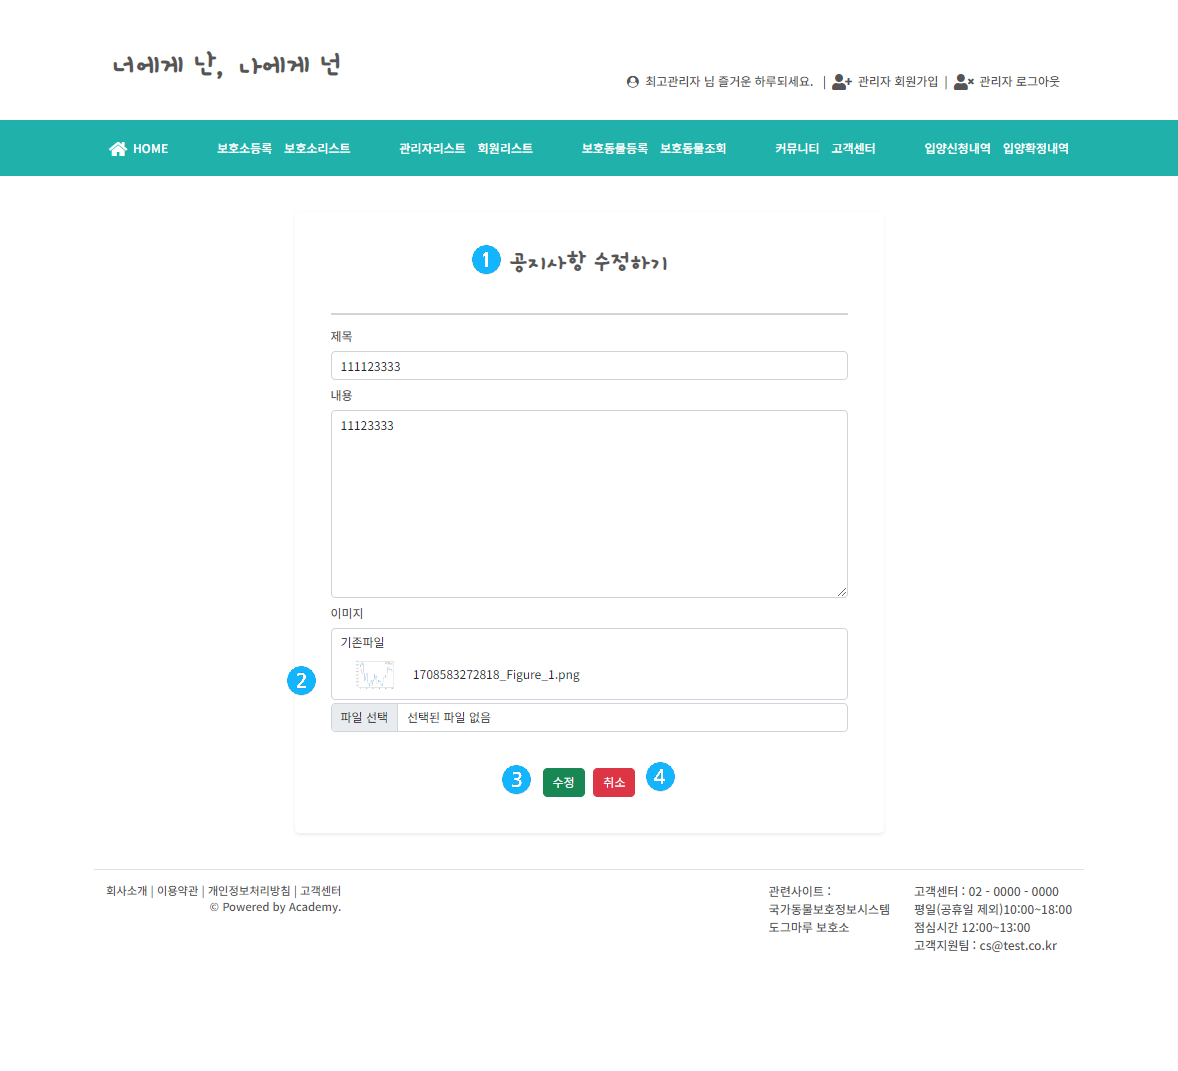 너에게 난, 나에게 넌
최고관리자 님 즐거운 하루되세요. | 관리자 회원가입 | 관리자 로그아웃
HOME 보호소등록 보호소리스트 관리자리스트 회원리스트 보호동물등록 보호동물조회 커뮤니티 고객센터 입양신청내역 입양확정내역
1 공지사항 수정하기
제목
111123333
내용
11123333
이미지
기존파일
2 1708583272818_Figure_1.png
파일 선택 선택된 파일 없음
3 수정 취소 4
회사소개 | 이용약관 | 개인정보처리방침 | 고객센터
© Powered by Academy.
관련사이트 :
국가동물보호정보시스템
도그마루 보호소
고객센터 : 02 - 0000 - 0000
평일(공휴일 제외)10:00~18:00
점심시간 12:00~13:00
고객지원팀 : cs@test.co.kr